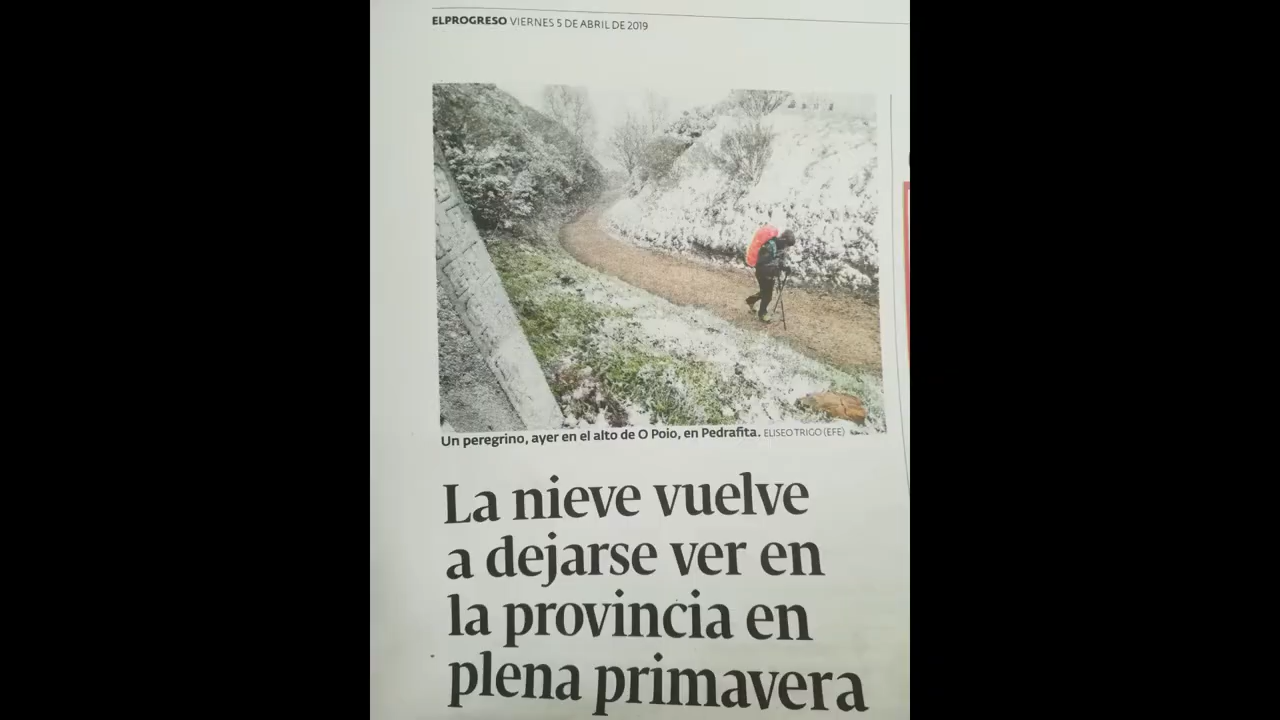 ELPROGRESO VIERNES 5 DE ABRIL DE 2019
Un peregrino, ayer en el alto de O Poio, en Pedrafita. ELISEO TRIGO (EFE)
La nieve vuelve
a dejarse ver en
la provincia en
plena primavera